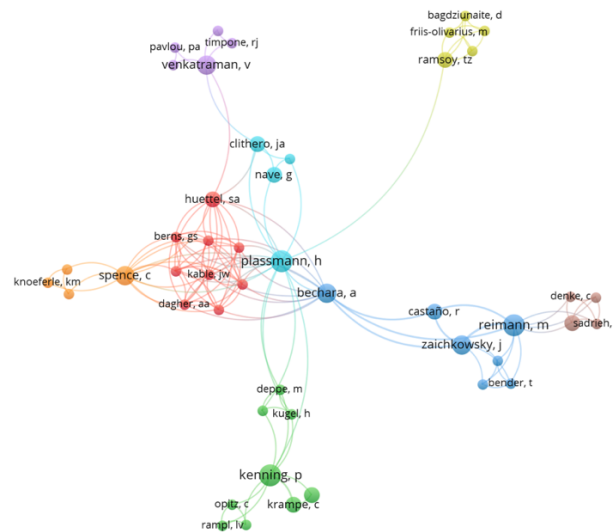 bagdziunaite, d
friis-olivarius, m
ramsoy, tz
pavlou, pa
timpone, rj
venkatraman, v
clithero, ja
nave, g
huettel, sa
berns, gs
plassmann, h
kable, jw
spence, c
knoeferle, km
dagher, aa
bechara, a
castaño, r
denke, c
sadrieh,
reimann, m
zaichkowsky, j
bender, t
deppe, m
kugel, h
kenning, p
opitz, c
krampe, c
rampl, lv